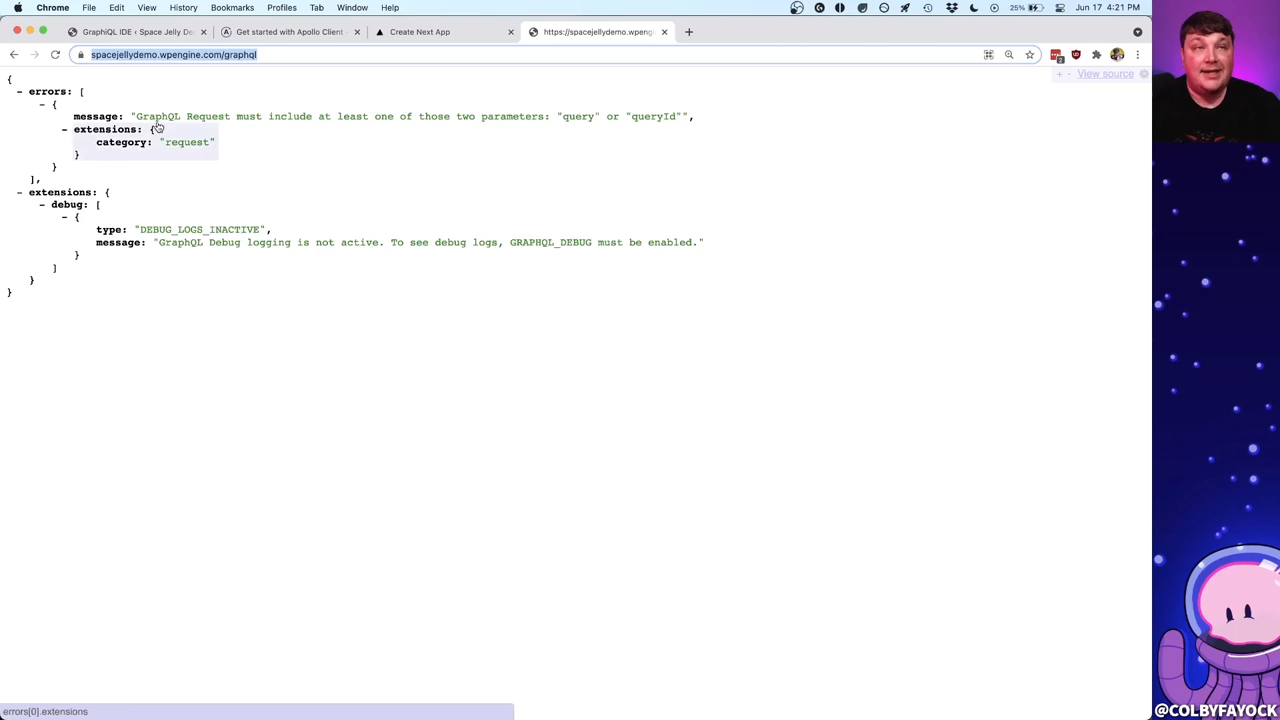 Chrome File Edit View History Bookmarks Profiles Tab Window Help 25% Jun 17 4:21 PM
GraphiQL IDE ‹ Space Jelly De
Get started with Apollo Client -
Create Next App
https://spacejellydemo.wpengin
spacejellydemo.wpengine.com/graphql
2
+ - View source
{
- errors: [
- {
message: "GraphQL Request must include at least one of those two parameters: "query" or "queryId"",
- extensions: {
category: "request"
}
}
],
- extensions: {
- debug: [
- {
type: "DEBUG_LOGS_INACTIVE",
message: "GraphQL Debug logging is not active. To see debug logs, GRAPHQL_DEBUG must be enabled."
}
]
}
}
errors[0].extensions
@COLBYFAYOCK